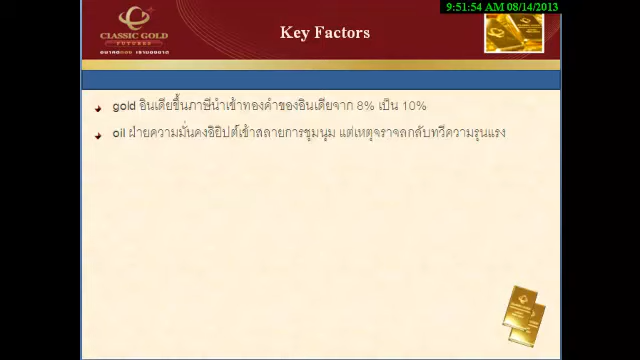 9:51:54 AM 08/14/2013
CLASSIC GOLD
FUTURES
Key Factors
gold อินเดียขึ้นภาษีนำเข้าทองคำของอินเดียจาก 8% เป็น 10%
oil ฝ่ายความมั่นคงอิยิปต์เข้าสลายการชุมนุม แต่เหตุจราจลกลับทวีความรุนแรง